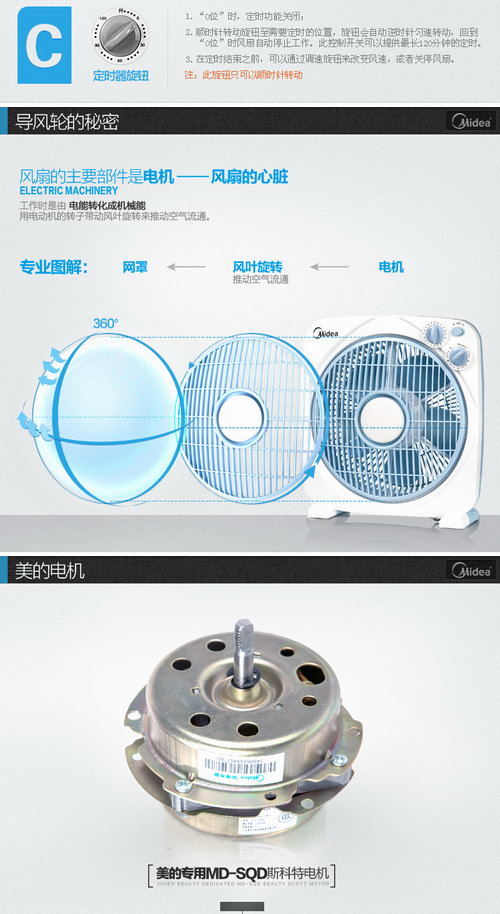 C
120
90
60
30
定时器旋钮
1. “O位”时，定时功能关闭；
2. 顺时针转动旋钮至需要定时的位置，旋钮会自动逆时针匀速转动，回到
“O位”时风扇自动停止工作。此控制开关可以提供最长120分钟的定时。
3. 在定时结束之前，可以通过调速旋钮来改变风速，或者关停风扇。
注，此旋钮只可以顺时针转动
导风轮的秘密
Midea
风扇的主要部件是电机 —— 风扇的心脏
ELECTRIC MACHINERY
工作时是由 电能转化成机械能
用电动机的转子带动风叶旋转来推动空气流通。
专业图解： 网罩 风叶旋转 电机
推动空气流通
360°
Midea
美的电机
Midea
Midea
美的专用MD-SQD斯科特电机
INNER BEAUTY DEDICATED MD-SQD BEAUTY SCOTT MOTOR